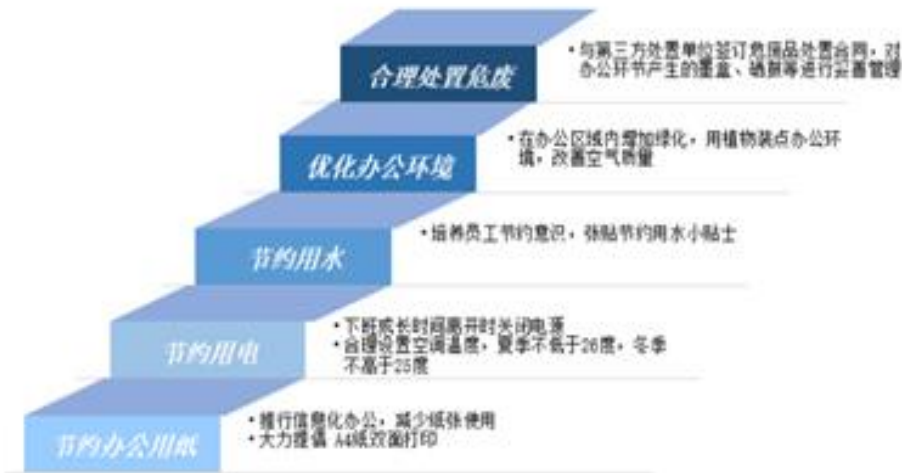 合理处置危废
•与第三方处置单位签订危废品处置合同，对
办公环节产生的墨盒、硒鼓等进行妥善管理
优化办公环境
•在办公区域内增加绿化，用植物装点办公环
境，改善空气质量
节约用水
•培养员工节约意识，张贴节约用水小贴士
节约用电
•下班或长时间离开时关闭电源
•合理设置空调温度，夏季不低于26度，冬季
不高于25度
节约办公用纸
•推行信息化办公，减少纸张使用
•大力提倡 A4纸双面打印